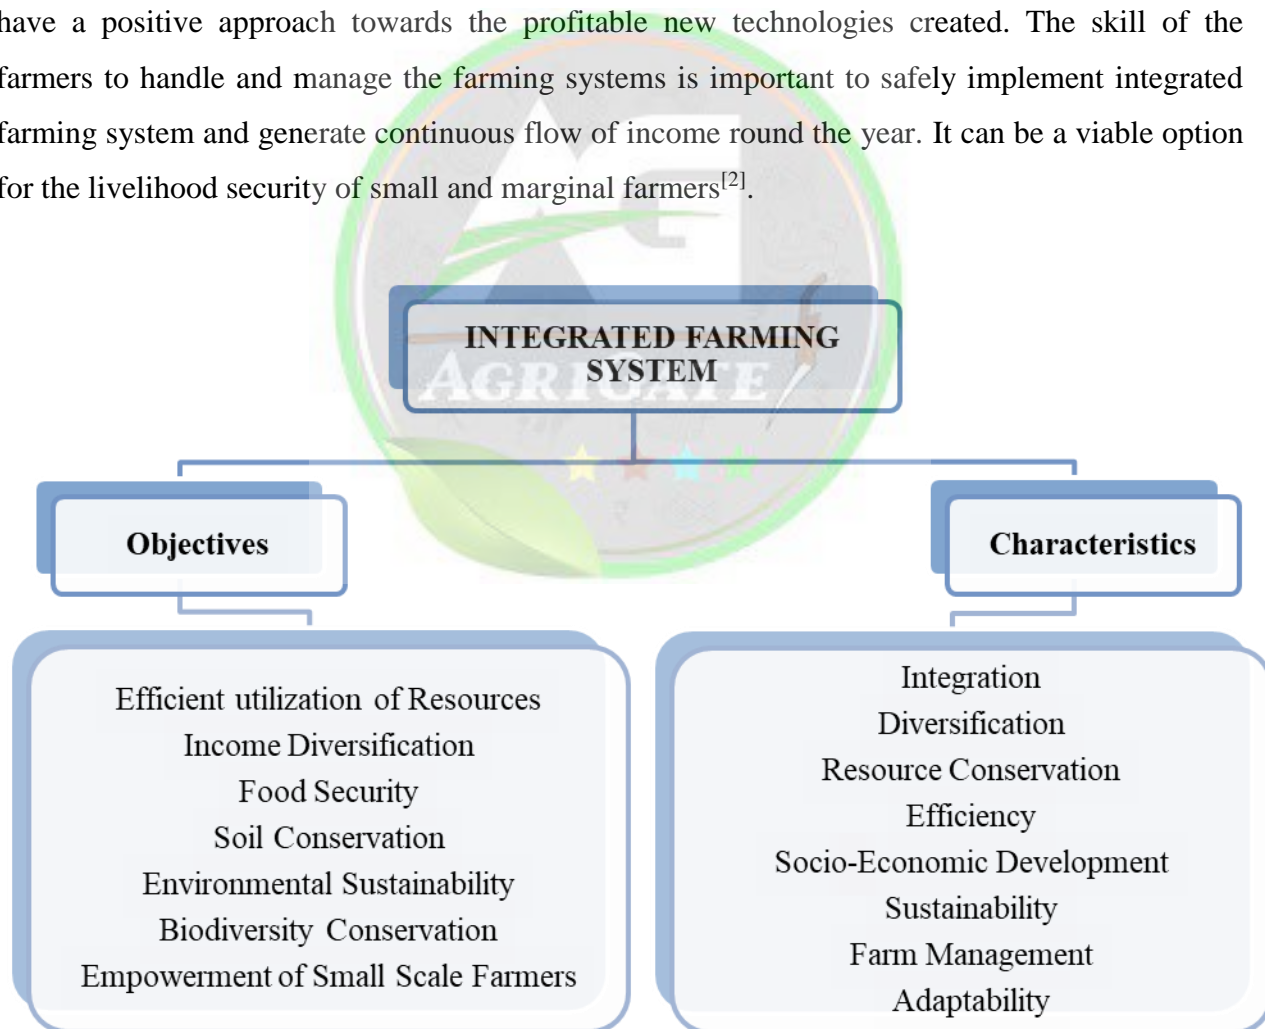 have a positive approach towards the profitable new technologies created. The skill of the
farmers to handle and manage the farming systems is important to safely implement integrated
farming system and generate continuous flow of income round the year. It can be a viable option
for the livelihood security of small and marginal farmers[2].
INTEGRATED FARMING
SYSTEM
AGRIGATE
Objectives
Characteristics
Efficient utilization of Resources
Income Diversification
Food Security
Soil Conservation
Environmental Sustainability
Biodiversity Conservation
Empowerment of Small Scale Farmers
Integration
Diversification
Resource Conservation
Efficiency
Socio-Economic Development
Sustainability
Farm Management
Adaptability